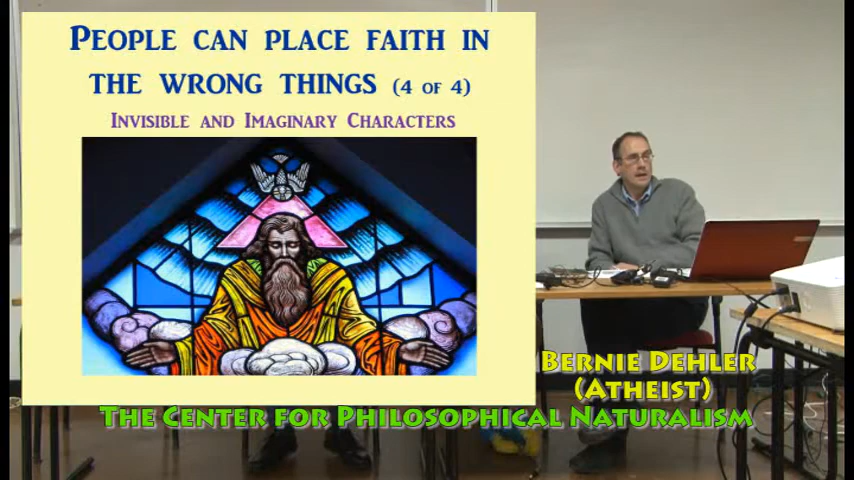 People can place faith in
the wrong things (4 of 4)
Invisible and Imaginary Characters
Bernie Dehler
(Atheist)
The Center for Philosophical Naturalism